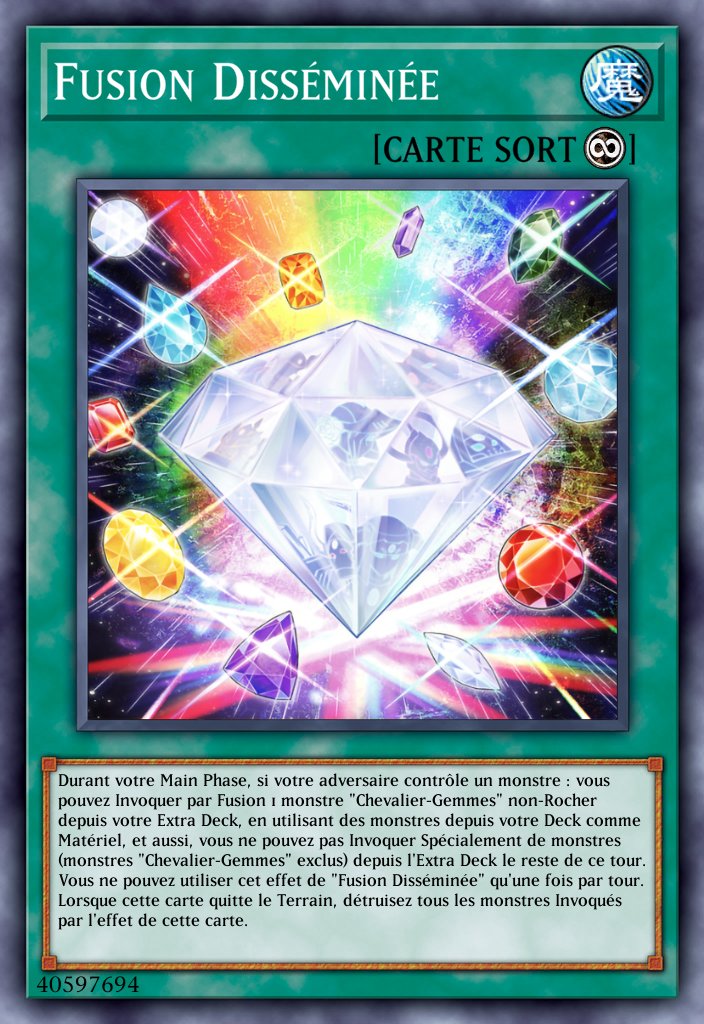 Fusion Disséminée
魔
[CARTE SORT ♾]
Durant votre Main Phase, si votre adversaire contrôle un monstre : vous
pouvez Invoquer par Fusion 1 monstre "Chevalier-Gemmes" non-Rocher
depuis votre Extra Deck, en utilisant des monstres depuis votre Deck comme
Matériel, et aussi, vous ne pouvez pas Invoquer Spécialement de monstres
(monstres "Chevalier-Gemmes" exclus) depuis l'Extra Deck le reste de ce tour.
Vous ne pouvez utiliser cet effet de "Fusion Disséminée" qu'une fois par tour.
Lorsque cette carte quitte le Terrain, détruisez tous les monstres Invoqués
par l'effet de cette carte.
40597694